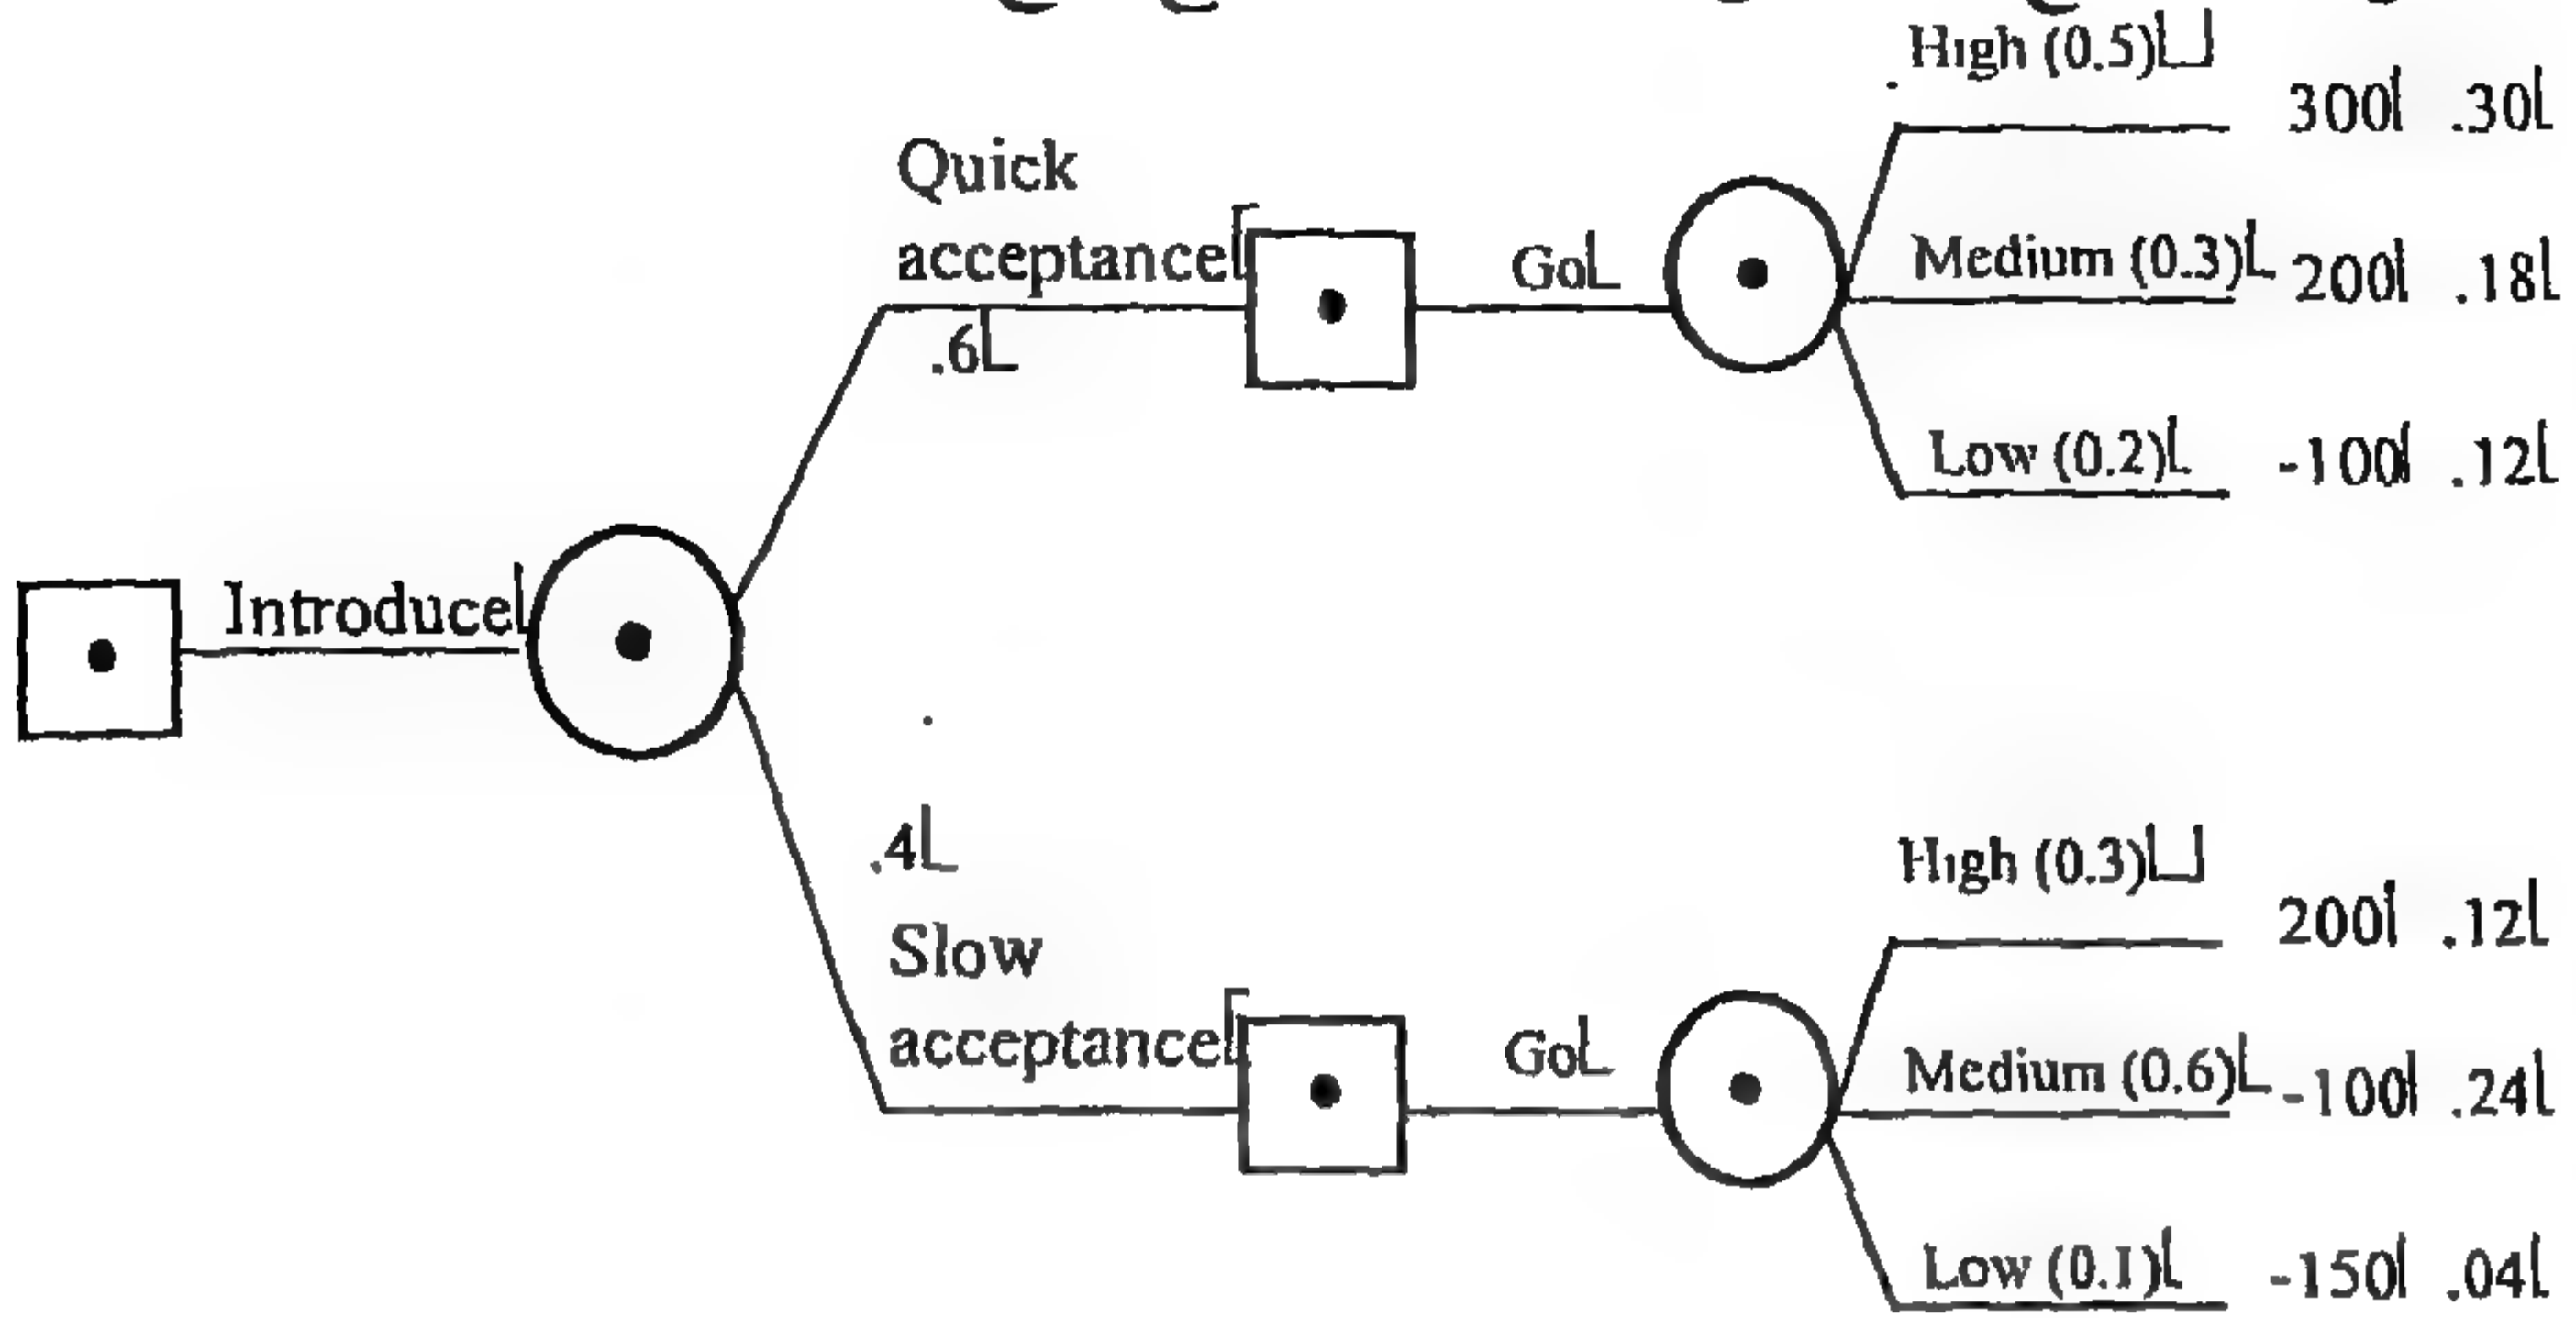 High (0.5)
300 .30
Quick
acceptance
.6
Go
Medium (0.3) 200 .18
Low (0.2) -100 .12
Introduce
.4
Slow
acceptance
Go
High (0.3)
200 .12
Medium (0.6) -100 .24
Low (0.1) -150 .04